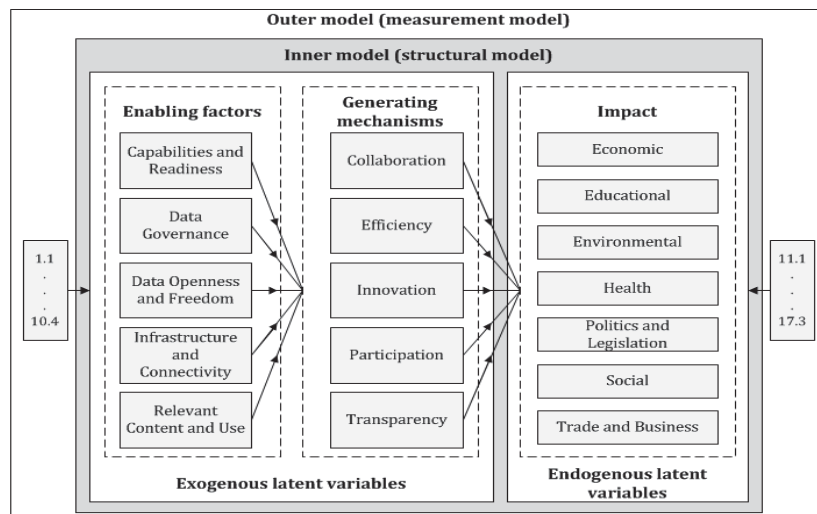 Outer model (measurement model)
Inner model (structural model)
Enabling factors
Capabilities and
Readiness
Data
Governance
Data Openness
and Freedom
Infrastructure
and
Connectivity
Relevant
Content and Use
Generating
mechanisms
Collaboration
Efficiency
Innovation
Participation
Transparency
Exogenous latent variables
Impact
Economic
Educational
Environmental
Health
Politics and
Legislation
Social
Trade and Business
Endogenous latent
variables
1.1
.
.
.
10.4
11.1
.
.
.
17.3